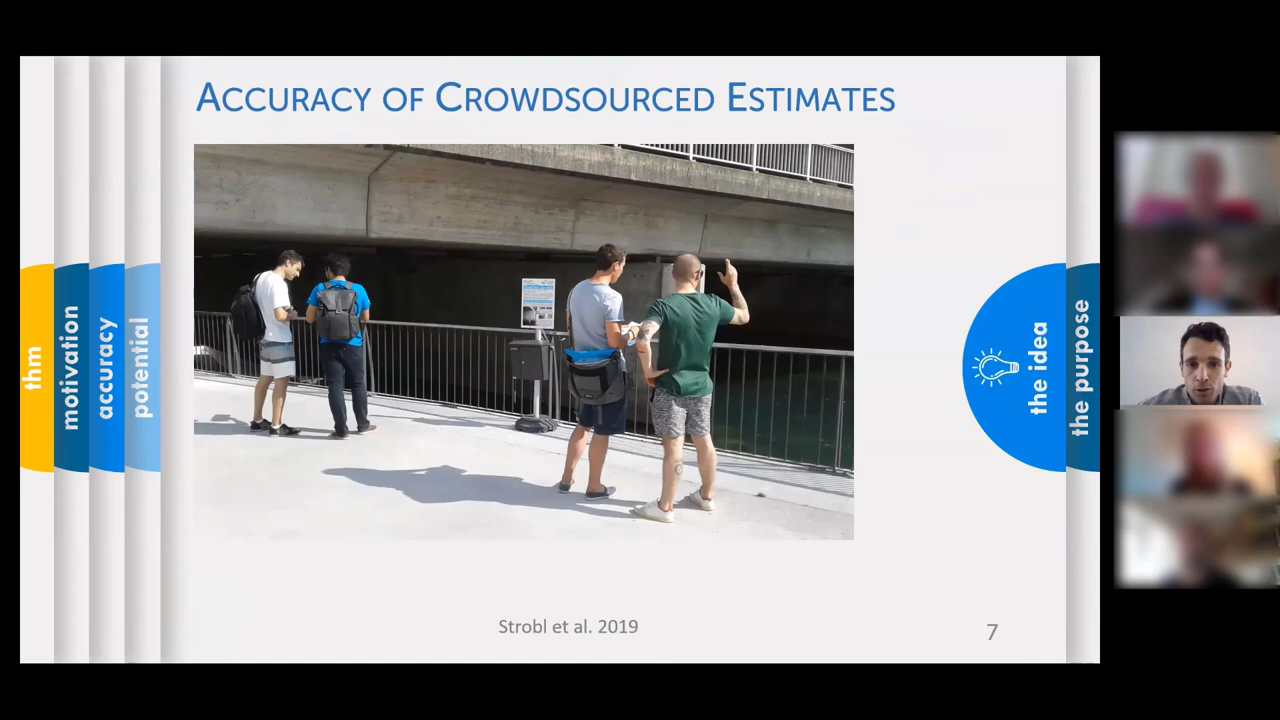 ACCURACY OF CROWDSOURCED ESTIMATES
thm
motivation
accuracy
potential
the idea
the purpose
Strobl et al. 2019
7